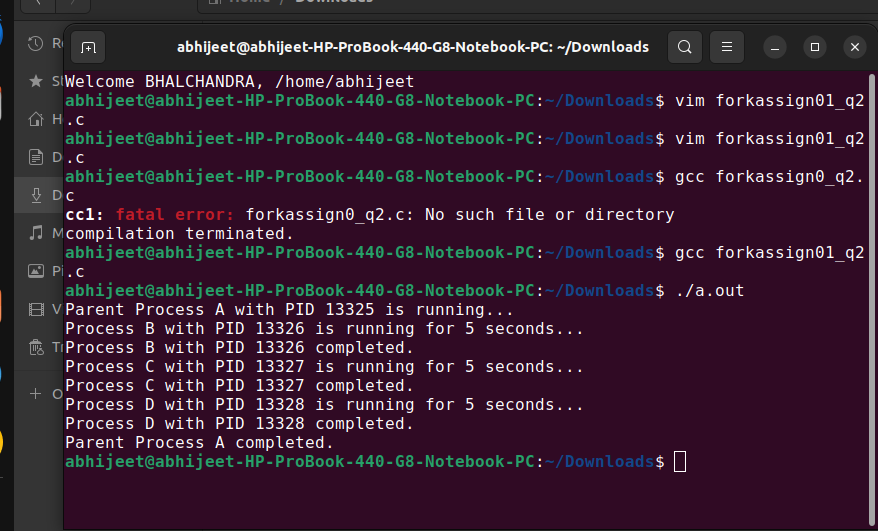 Home / Downloads
abhijeet@abhijeet-HP-ProBook-440-G8-Notebook-PC: ~/Downloads
Welcome BHALCHANDRA, /home/abhijeet
abhijeet@abhijeet-HP-ProBook-440-G8-Notebook-PC:~/Downloads$ vim forkassign01_q2
.c
abhijeet@abhijeet-HP-ProBook-440-G8-Notebook-PC:~/Downloads$ vim forkassign01_q2
.c
abhijeet@abhijeet-HP-ProBook-440-G8-Notebook-PC:~/Downloads$ gcc forkassign0_q2.
c
cc1: fatal error: forkassign0_q2.c: No such file or directory
compilation terminated.
abhijeet@abhijeet-HP-ProBook-440-G8-Notebook-PC:~/Downloads$ gcc forkassign01_q2
.c
abhijeet@abhijeet-HP-ProBook-440-G8-Notebook-PC:~/Downloads$ ./a.out
Parent Process A with PID 13325 is running...
Process B with PID 13326 is running for 5 seconds...
Process B with PID 13326 completed.
Process C with PID 13327 is running for 5 seconds...
Process C with PID 13327 completed.
Process D with PID 13328 is running for 5 seconds...
Process D with PID 13328 completed.
Parent Process A completed.
abhijeet@abhijeet-HP-ProBook-440-G8-Notebook-PC:~/Downloads$